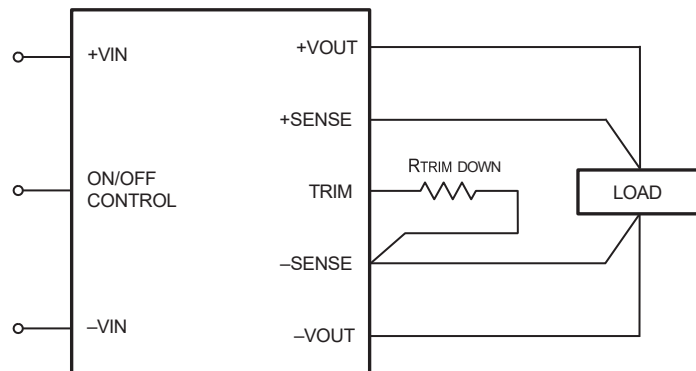 +VIN
ON/OFF
CONTROL
–VIN
+VOUT
+SENSE
TRIM
–SENSE
–VOUT
RTRIM DOWN
LOAD